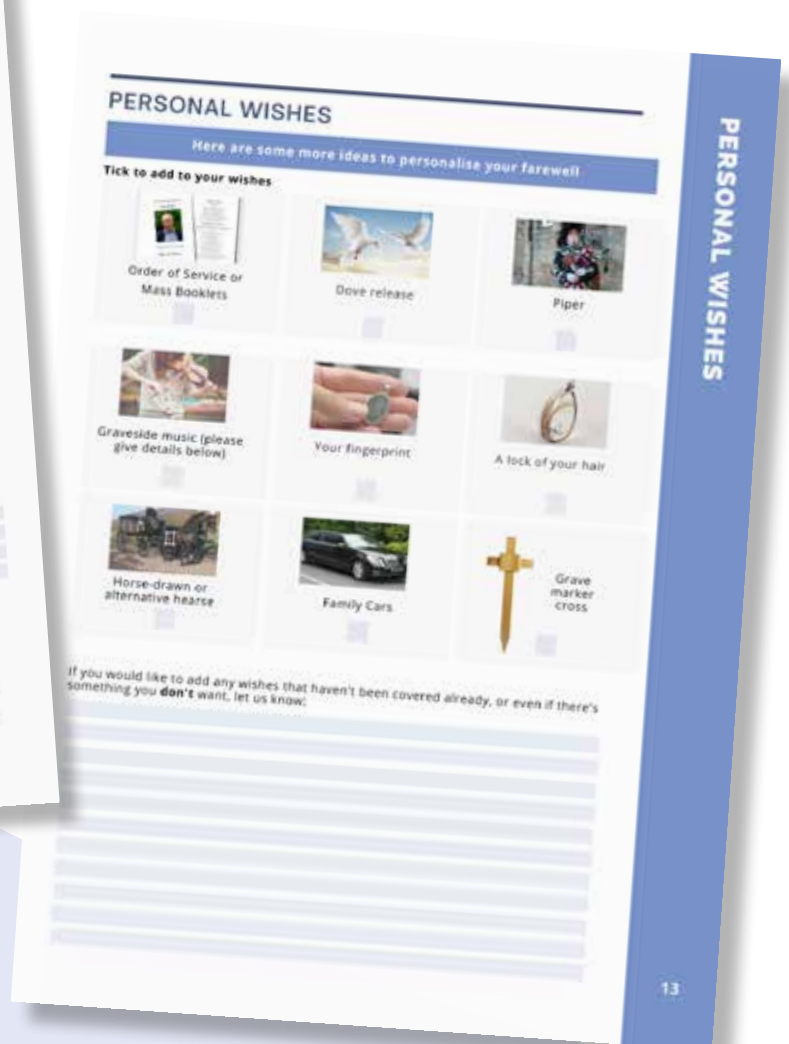 PERSONAL WISHES
Here are some more ideas to personalise your farewell
Tick to add to your wishes
Order of Service or
Mass Booklets
Dove release
Piper
Graveside music (please
give details below)
Your fingerprint
A lock of your hair
Horse-drawn or
alternative hearse
Family Cars
Grave
marker
cross
If you would like to add any wishes that haven't been covered already, or even if there's
something you don't want, let us know:
PERSONAL WISHES
13